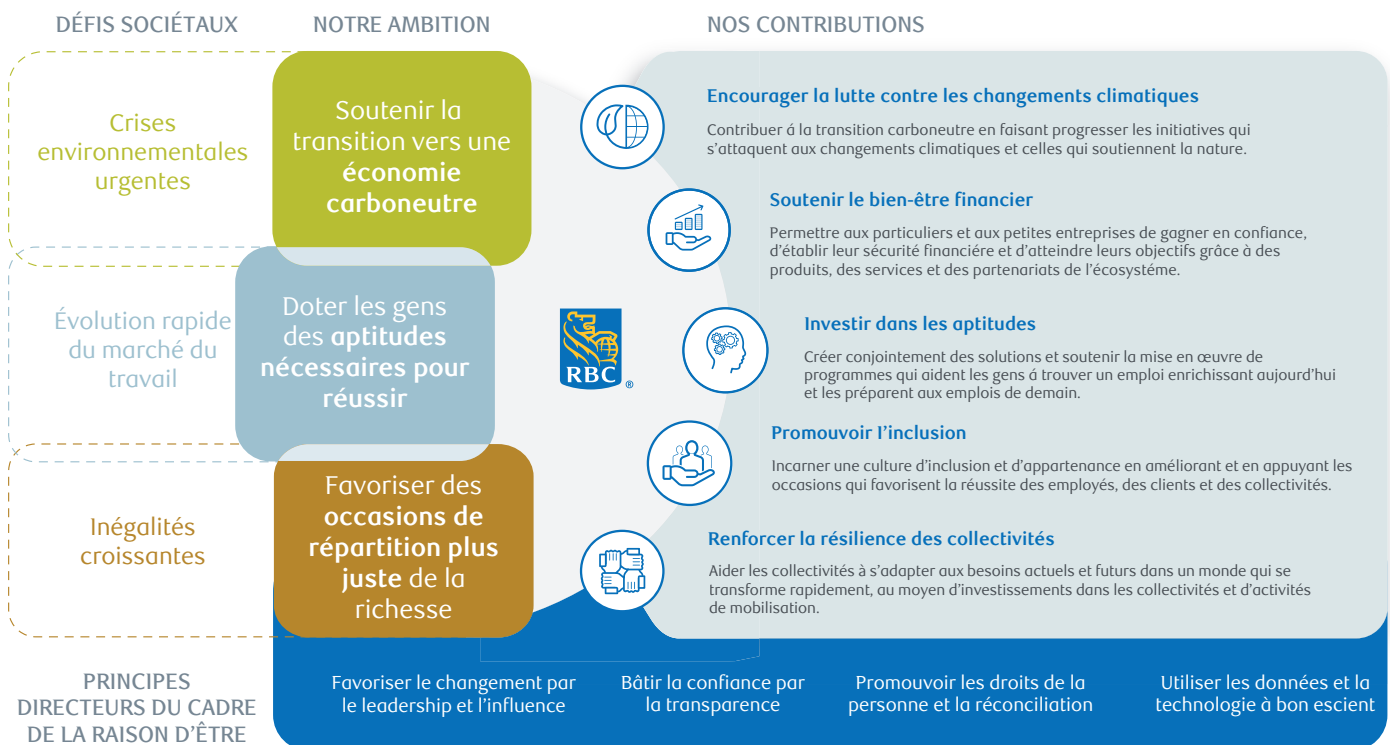 DÉFIS SOCIÉTAUX
NOTRE AMBITION
NOS CONTRIBUTIONS
Crises
environnementales
urgentes
Soutenir la
transition vers une
économie
carboneutre
Évolution rapide
du marché du
travail
Doter les gens
des aptitudes
nécessaires pour
réussir
Inégalités
croissantes
Favoriser des
occasions de
répartition plus
juste de la
richesse
RBC
®
Encourager la lutte contre les changements climatiques
Contribuer á la transition carboneutre en faisant progresser les initiatives qui
s'attaquent aux changements climatiques et celles qui soutiennent la nature.
Soutenir le bien-être financier
Permettre aux particuliers et aux petites entreprises de gagner en confiance,
d'établir leur sécurité financiére et d'atteindre leurs objectifs grâce à des
produits, des services et des partenariats de l'écosystéme.
Investir dans les aptitudes
Créer conjointement des solutions et soutenir la mise en œuvre de
programmes qui aident les gens á trouver un emploi enrichissant aujourd'hui
et les préparent aux emplois de demain.
Promouvoir l'inclusion
Incarner une culture d'inclusion et d'appartenance en améliorant et en appuyant les
occasions qui favorisent la réussite des employés, des clients et des collectivités.
Renforcer la résilience des collectivités
Aider les collectivités à s'adapter aux besoins actuels et futurs dans un monde qui se
transforme rapidement, au moyen d'investissements dans les collectivités et d'activités
de mobilisation.
PRINCIPES
DIRECTEURS DU CADRE
DE LA RAISON D'ÊTRE
Favoriser le changement par
le leadership et l'influence
Bâtir la confiance par
la transparence
Promouvoir les droits de la
personne et la réconciliation
Utiliser les données et la
technologie à bon escient